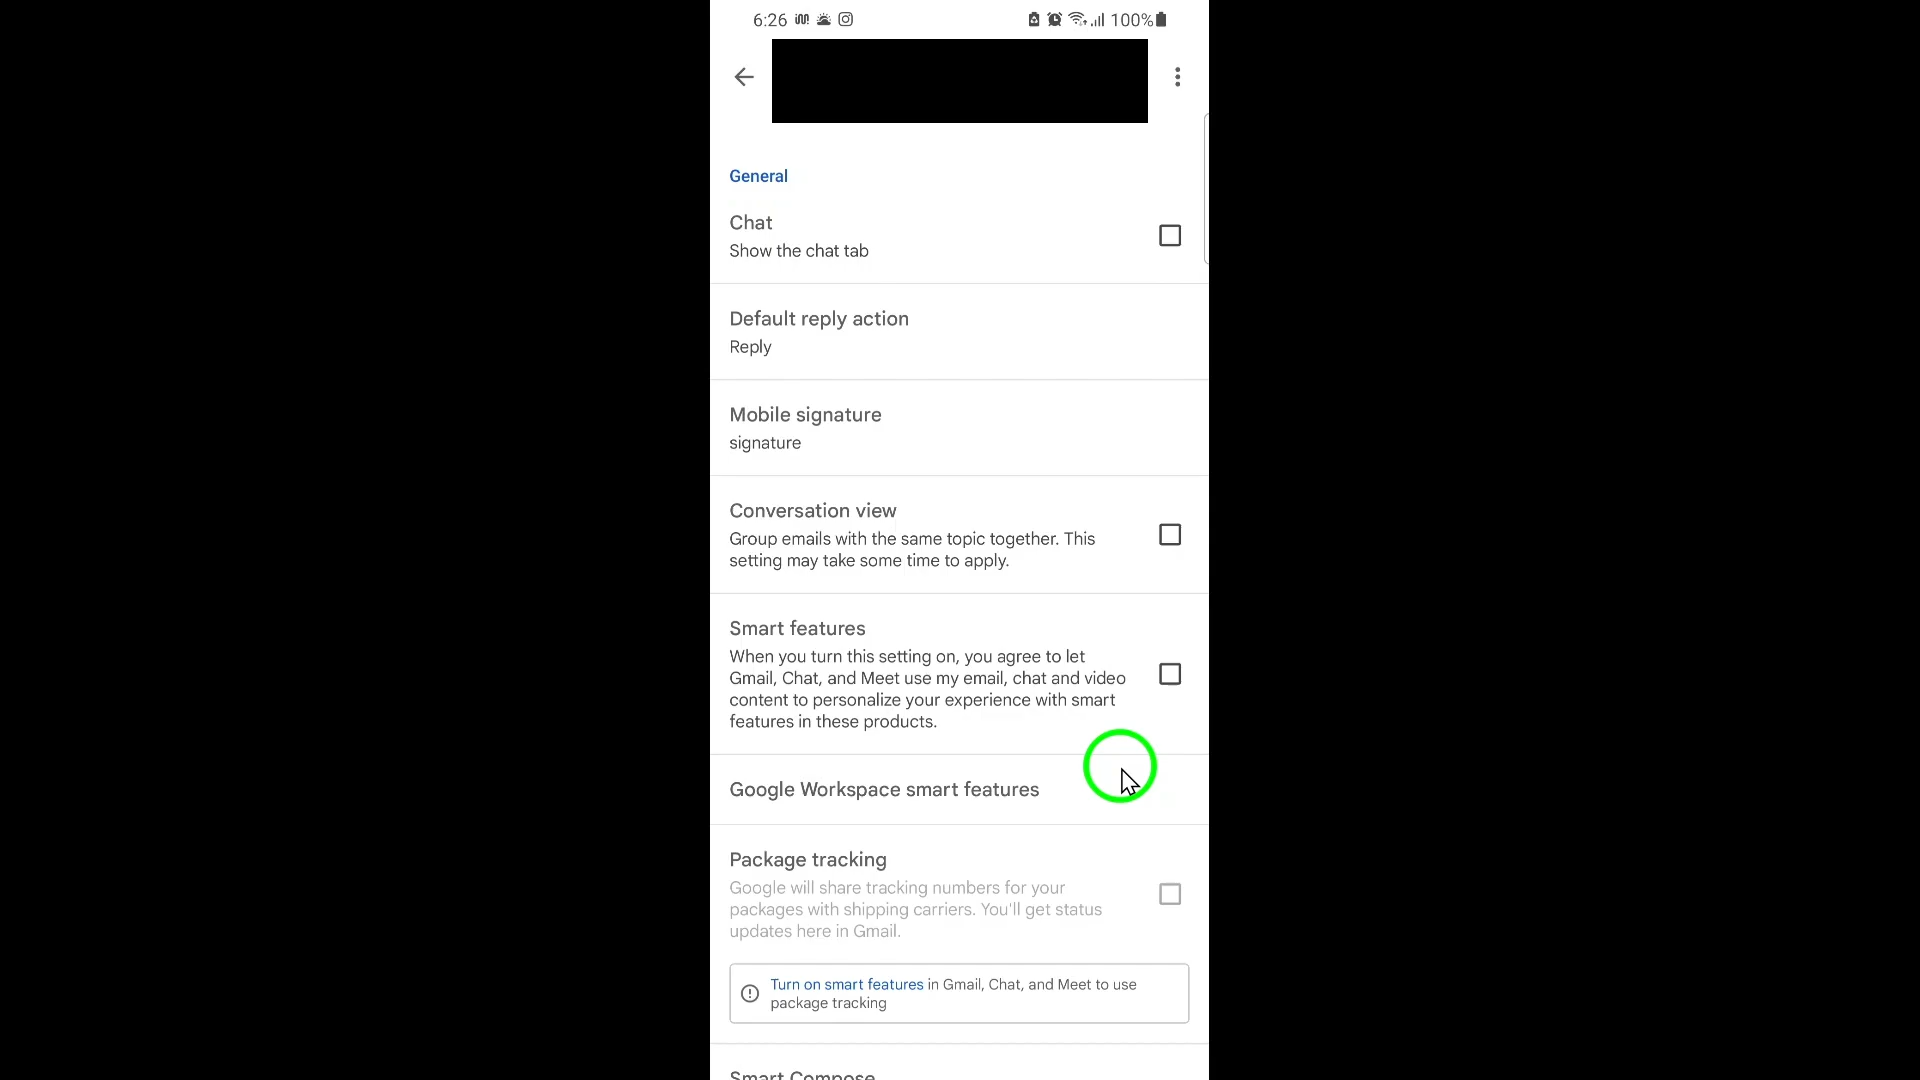 6:26 100%
General
Chat
Show the chat tab
Default reply action
Reply
Mobile signature
signature
Conversation view
Group emails with the same topic together. This
setting may take some time to apply.
Smart features
When you turn this setting on, you agree to let
Gmail, Chat, and Meet use my email, chat and video
content to personalize your experience with smart
features in these products.
Google Workspace smart features
Package tracking
Google will share tracking numbers for your
packages with shipping carriers. You'll get status
updates here in Gmail.
Turn on smart features in Gmail, Chat, and Meet to use
package tracking
Smart Compose